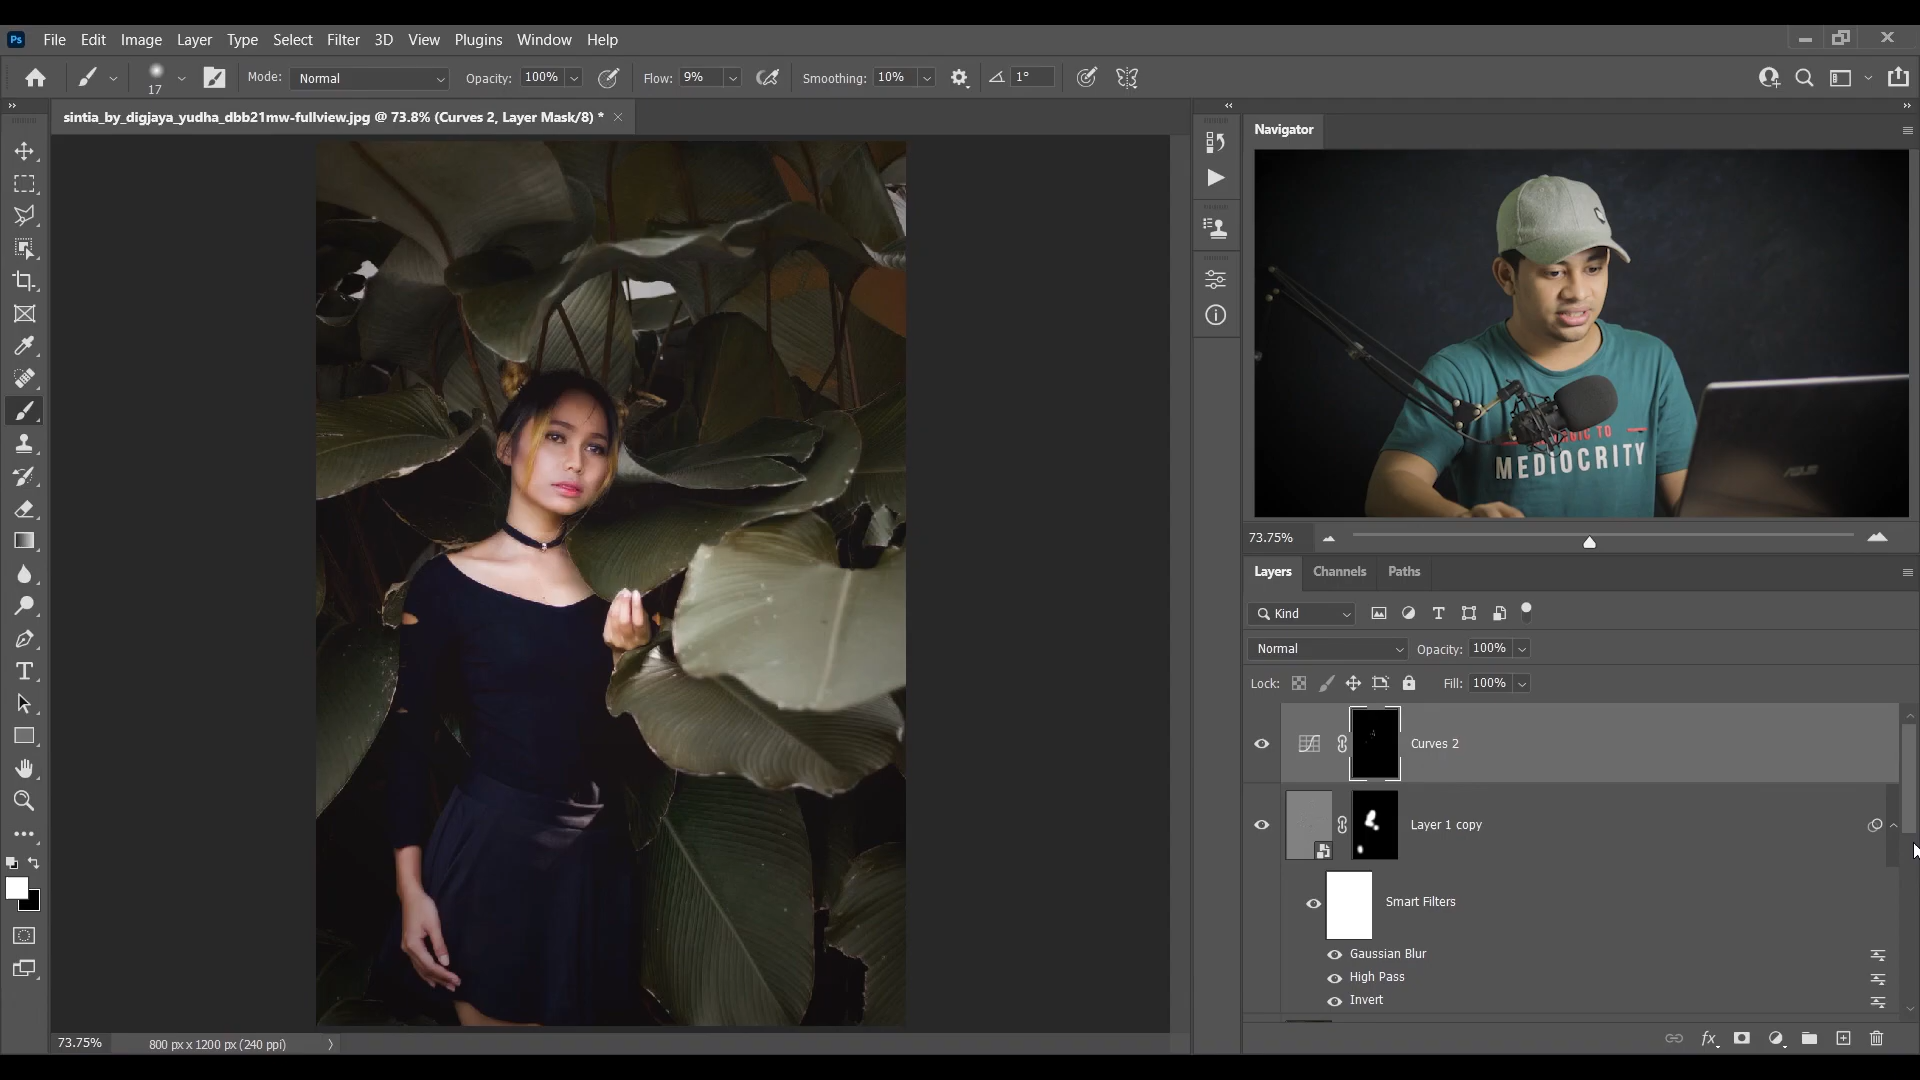 Ps File Edit Image Layer Type Select Filter 3D View Plugins Window Help
17 Mode: Normal Opacity: 100% Flow: 9% Smoothing: 10% 1°
sintia_by_digjaya_yudha_dbb21mw-fullview.jpg @ 73.8% (Curves 2, Layer Mask/8) *
Navigator
TO
MEDIOCRITY
ASUS
73.75%
Layers Channels Paths
Kind
Normal Opacity: 100%
Lock: Fill: 100%
Curves 2
Layer 1 copy
Smart Filters
Gaussian Blur
High Pass
Invert
73.75% 800 px x 1200 px (240 ppi)